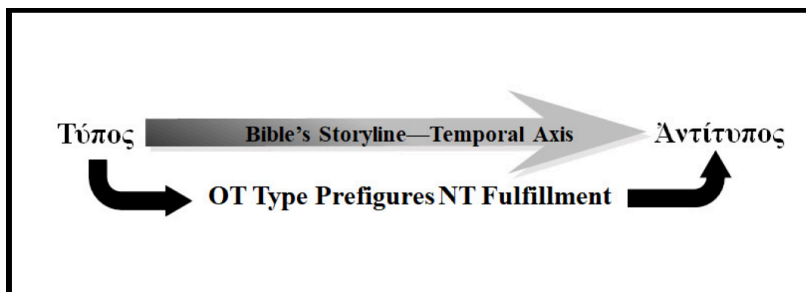 Τύπος Bible's Storyline—Temporal Axis Ἀντίτυπος
OT Type Prefigures NT Fulfillment